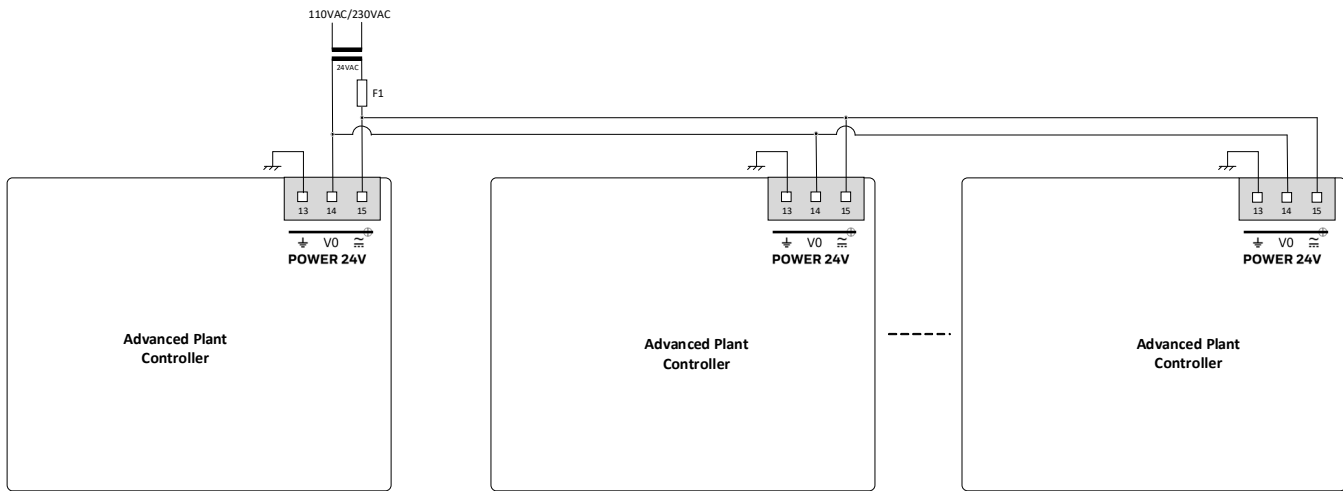 110VAC/230VAC
24VAC
F1
13 14 15
V0
POWER 24V
Advanced Plant
Controller
13 14 15
V0
POWER 24V
Advanced Plant
Controller
13 14 15
V0
POWER 24V
Advanced Plant
Controller